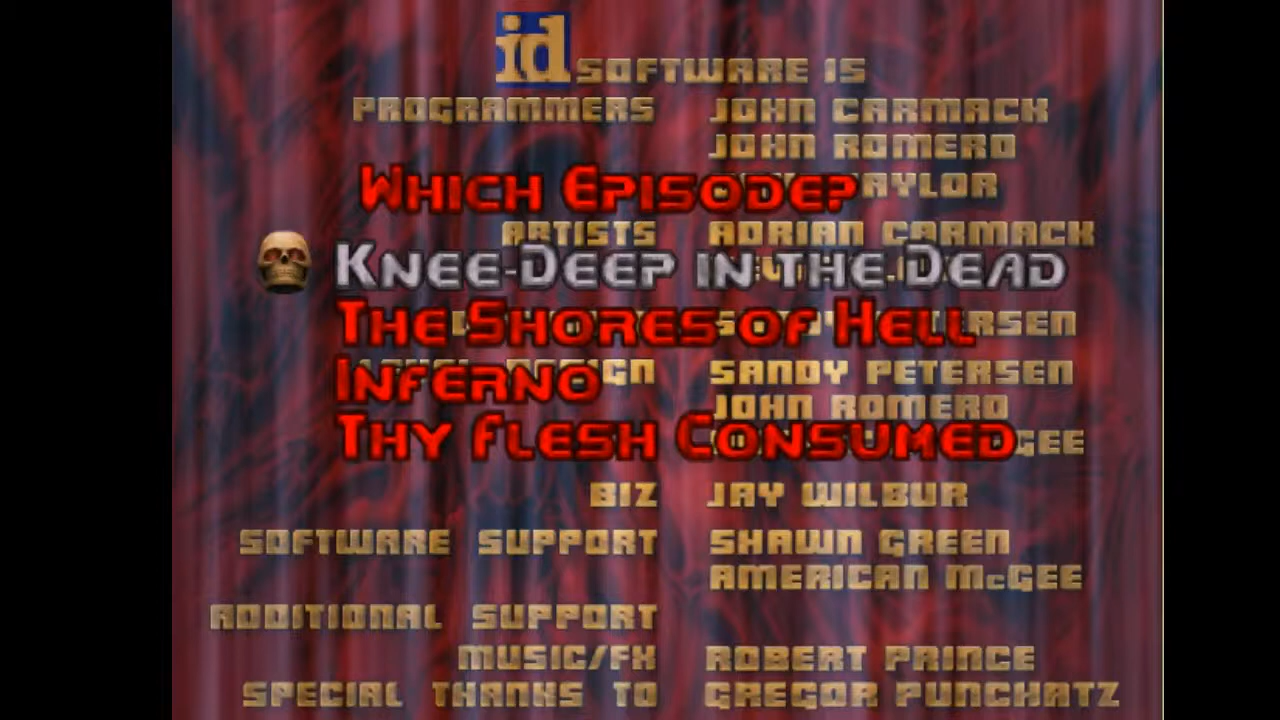 id SOFTWARE IS
PROGRAMMERS JOHN CARMACK
JOHN ROMERO
WHICH EPISODE?
ARTISTS ADRIAN CARMACK
KNEE-DEEP IN THE DEAD
THE SHORES OF HELL
INFERNO
SANDY PETERSEN
JOHN ROMERO
THY FLESH CONSUMED
BIZ JAY WILBUR
SOFTWARE SUPPORT SHAWN GREEN
AMERICAN McGEE
ADDITIONAL SUPPORT
MUSIC/FX ROBERT PRINCE
SPECIAL THANKS TO GREGOR PUNCHATZ